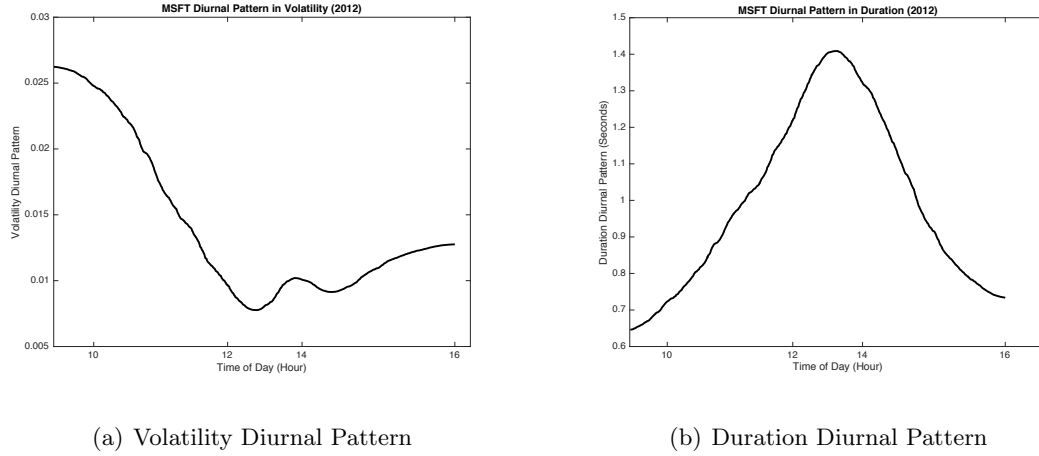 MSFT Diurnal Pattern in Volatility (2012)
0.03
0.025
0.02
0.015
0.01
0.005
Volatility Diurnal Pattern
10 12 14 16
Time of Day (Hour)
(a) Volatility Diurnal Pattern
MSFT Diurnal Pattern in Duration (2012)
1.5
1.4
1.3
1.2
1.1
1
0.9
0.8
0.7
0.6
Duration Diurnal Pattern (Seconds)
10 12 14 16
Time of Day (Hour)
(b) Duration Diurnal Pattern